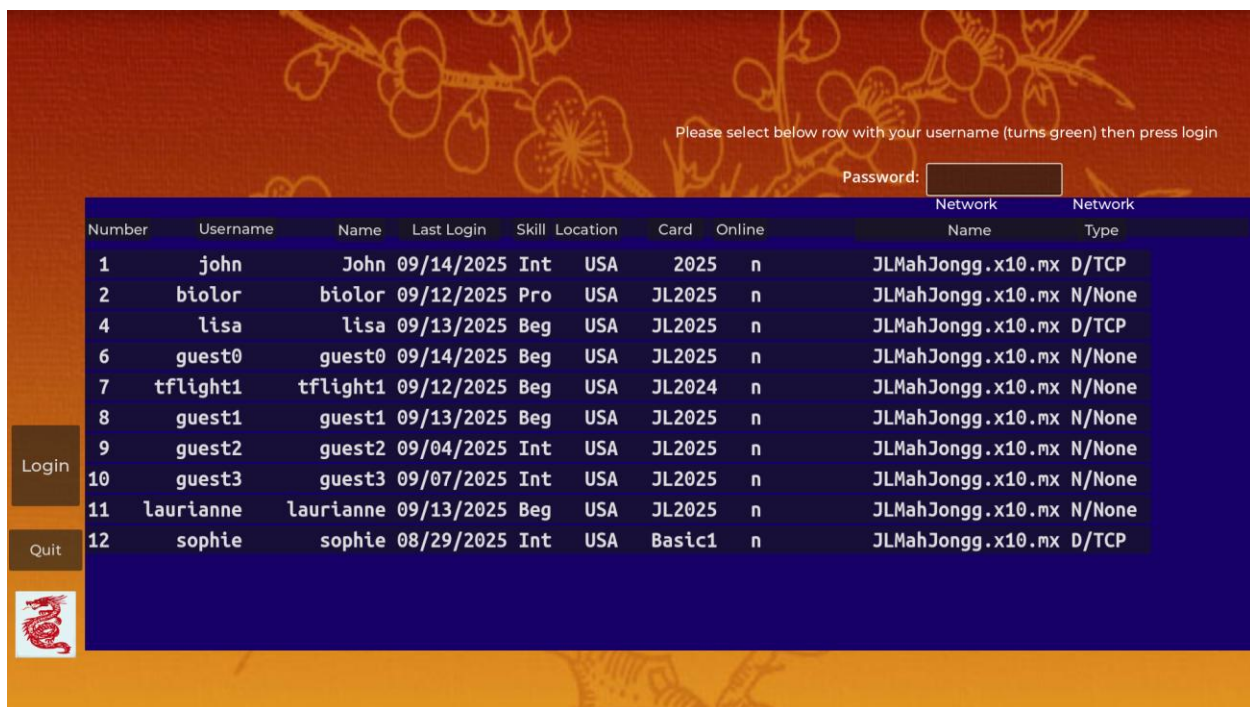 Please select below row with your username (turns green) then press login
Password:
Network Network
Number Username Name Last Login Skill Location Card Online Name Type
1 john John 09/14/2025 Int USA 2025 n JLMahJongg.x10.mx D/TCP
2 biolor biolor 09/12/2025 Pro USA JL2025 n JLMahJongg.x10.mx N/None
4 lisa lisa 09/13/2025 Beg USA JL2025 n JLMahJongg.x10.mx D/TCP
6 guest0 guest0 09/14/2025 Beg USA JL2025 n JLMahJongg.x10.mx N/None
7 tflight1 tflight1 09/12/2025 Beg USA JL2024 n JLMahJongg.x10.mx N/None
8 guest1 guest1 09/13/2025 Beg USA JL2025 n JLMahJongg.x10.mx N/None
9 guest2 guest2 09/04/2025 Int USA JL2025 n JLMahJongg.x10.mx N/None
Login
10 guest3 guest3 09/07/2025 Int USA JL2025 n JLMahJongg.x10.mx N/None
11 laurianne laurianne 09/13/2025 Beg USA JL2025 n JLMahJongg.x10.mx N/None
12 sophie sophie 08/29/2025 Int USA Basic1 n JLMahJongg.x10.mx D/TCP
Quit